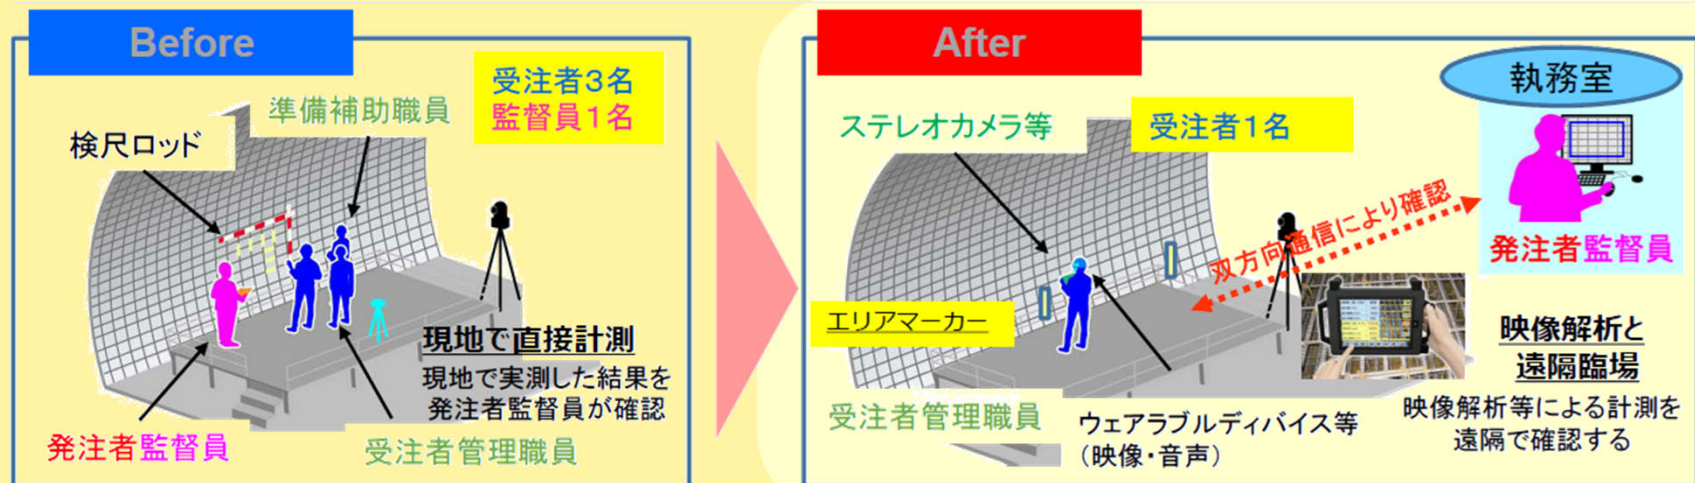 Before
受注者3名
監督員1名
準備補助職員
検尺ロッド
現地で直接計測
現地で実測した結果を
発注者監督員が確認
発注者監督員
受注者管理職員
After
執務室
ステレオカメラ等
受注者1名
双方向通信により確認
発注者監督員
エリアマーカー
映像解析と
遠隔臨場
受注者管理職員
ウェアラブルディバイス等
(映像・音声)
映像解析等による計測を
遠隔で確認する